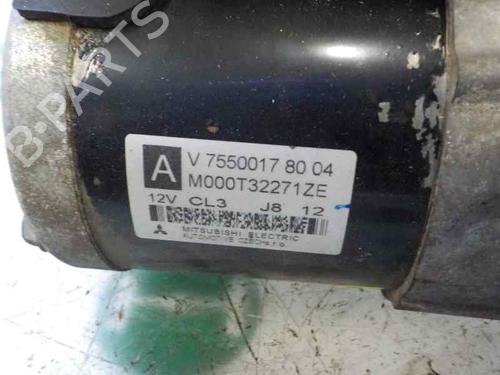 B-PARTS
A
V 7550017 80 04
M000T32271ZE
12V CL3 J8 12
MITSUBISHI ELECTRIC
AUTOMOTIVE CZECH s.r.o.